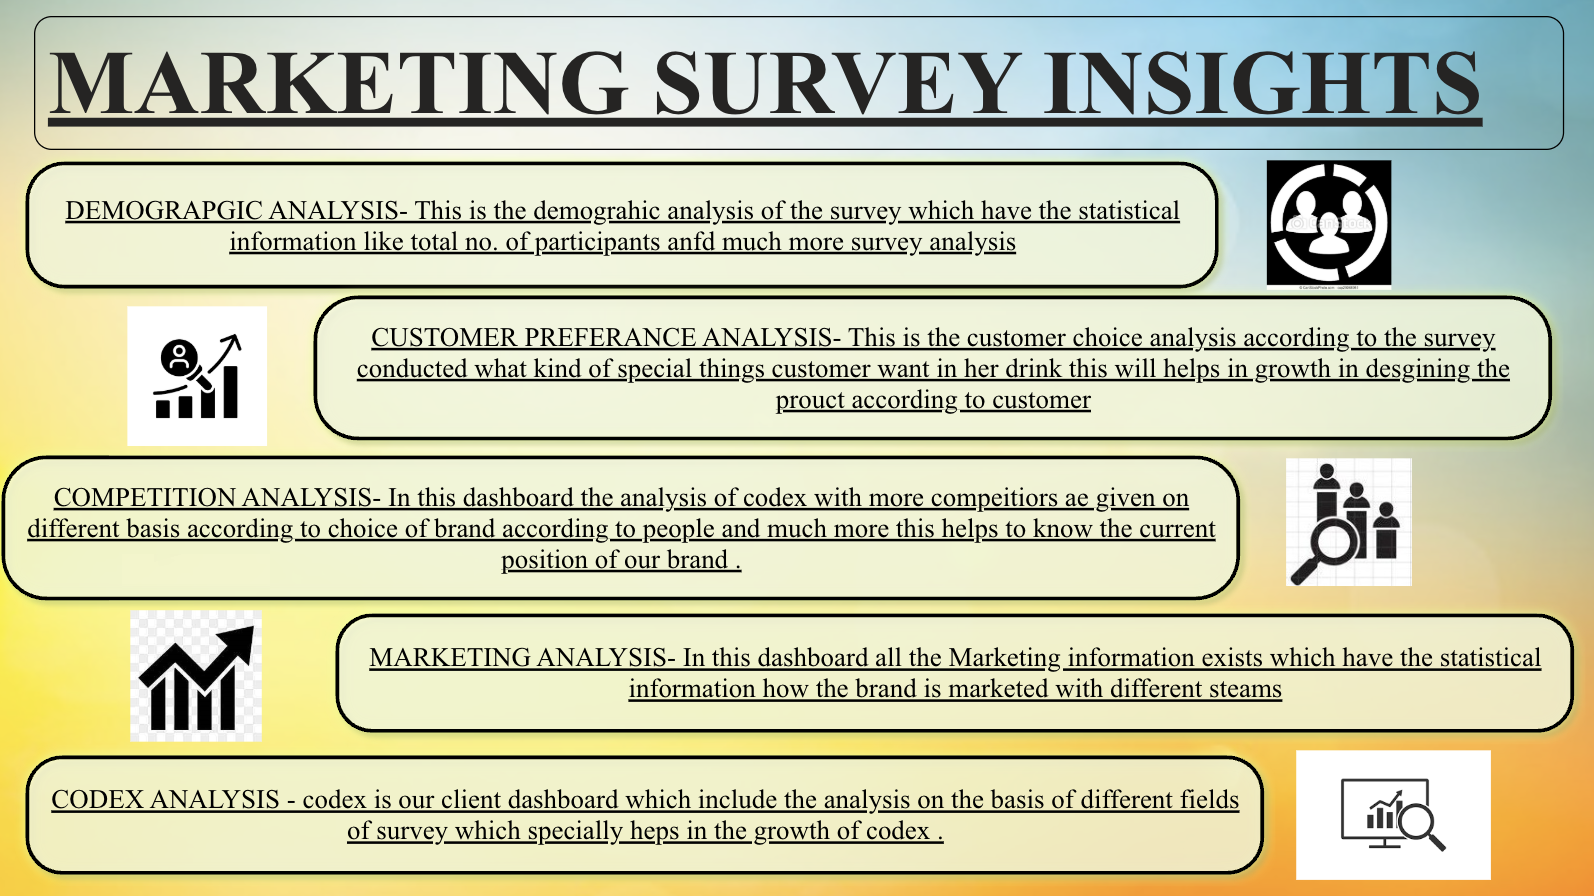 MARKETING SURVEY INSIGHTS
DEMOGRAPGIC ANALYSIS- This is the demograhic analysis of the survey which have the statistical
information like total no. of participants anfd much more survey analysis
CUSTOMER PREFERANCE ANALYSIS- This is the customer choice analysis according to the survey
conducted what kind of special things customer want in her drink this will helps in growth in desgining the
prouct according to customer
COMPETITION ANALYSIS- In this dashboard the analysis of codex with more compeitiors ae given on
different basis according to choice of brand according to people and much more this helps to know the current
position of our brand .
MARKETING ANALYSIS- In this dashboard all the Marketing information exists which have the statistical
information how the brand is marketed with different steams
CODEX ANALYSIS - codex is our client dashboard which include the analysis on the basis of different fields
of survey which specially heps in the growth of codex .